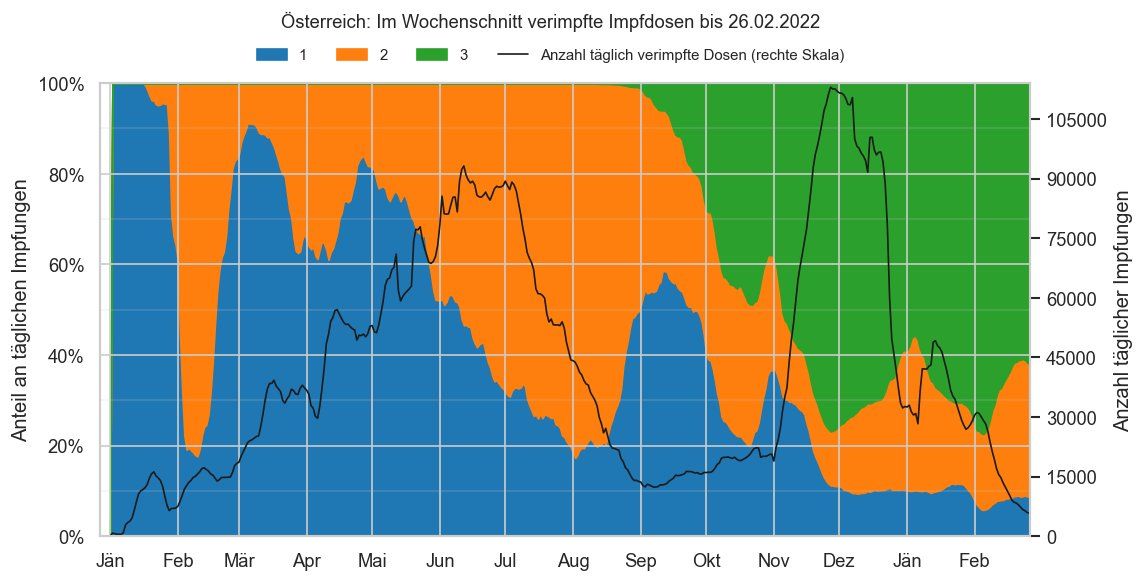 Österreich: Im Wochenschnitt verimpfte Impfdosen bis 26.02.2022
1 2 3 Anzahl täglich verimpfte Dosen (rechte Skala)
100%
80%
60%
40%
20%
0%
Anteil an täglichen Impfungen
105000
90000
75000
60000
45000
30000
15000
0
Anzahl täglicher Impfungen
Jän Feb Mär Apr Mai Jun Jul Aug Sep Okt Nov Dez Jän Feb